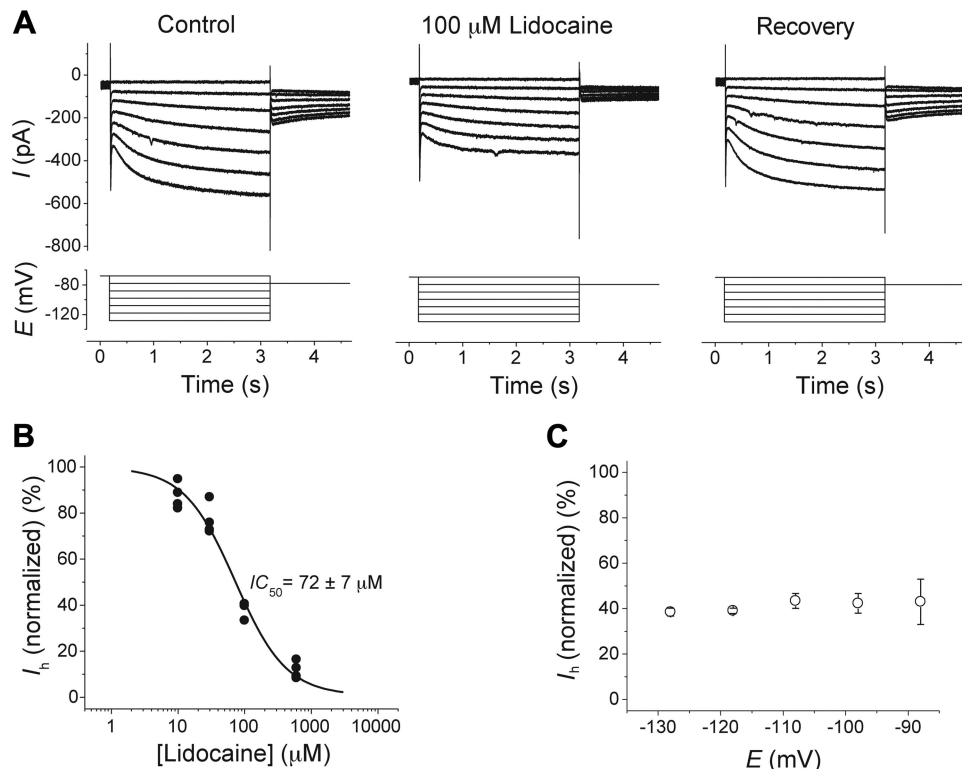 A
Control
100 μM Lidocaine
Recovery
I (pA)
0
-200
-400
-600
-800
E (mV)
-80
-120
0 1 2 3 4
0 1 2 3 4
0 1 2 3 4
Time (s)
Time (s)
Time (s)
B
Ih (normalized) (%)
100
80
60
40
20
0
IC50= 72 ± 7 μM
1 10 100 1000 10000
[Lidocaine] (μM)
C
Ih (normalized) (%)
100
80
60
40
20
0
-130 -120 -110 -100 -90
E (mV)